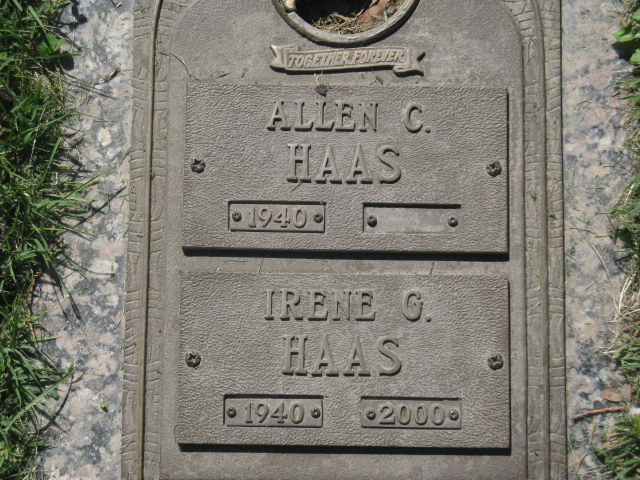 TOGETHER FOREVER
ALLEN C.
HAAS
1940
IRENE G.
HAAS
1940 2000